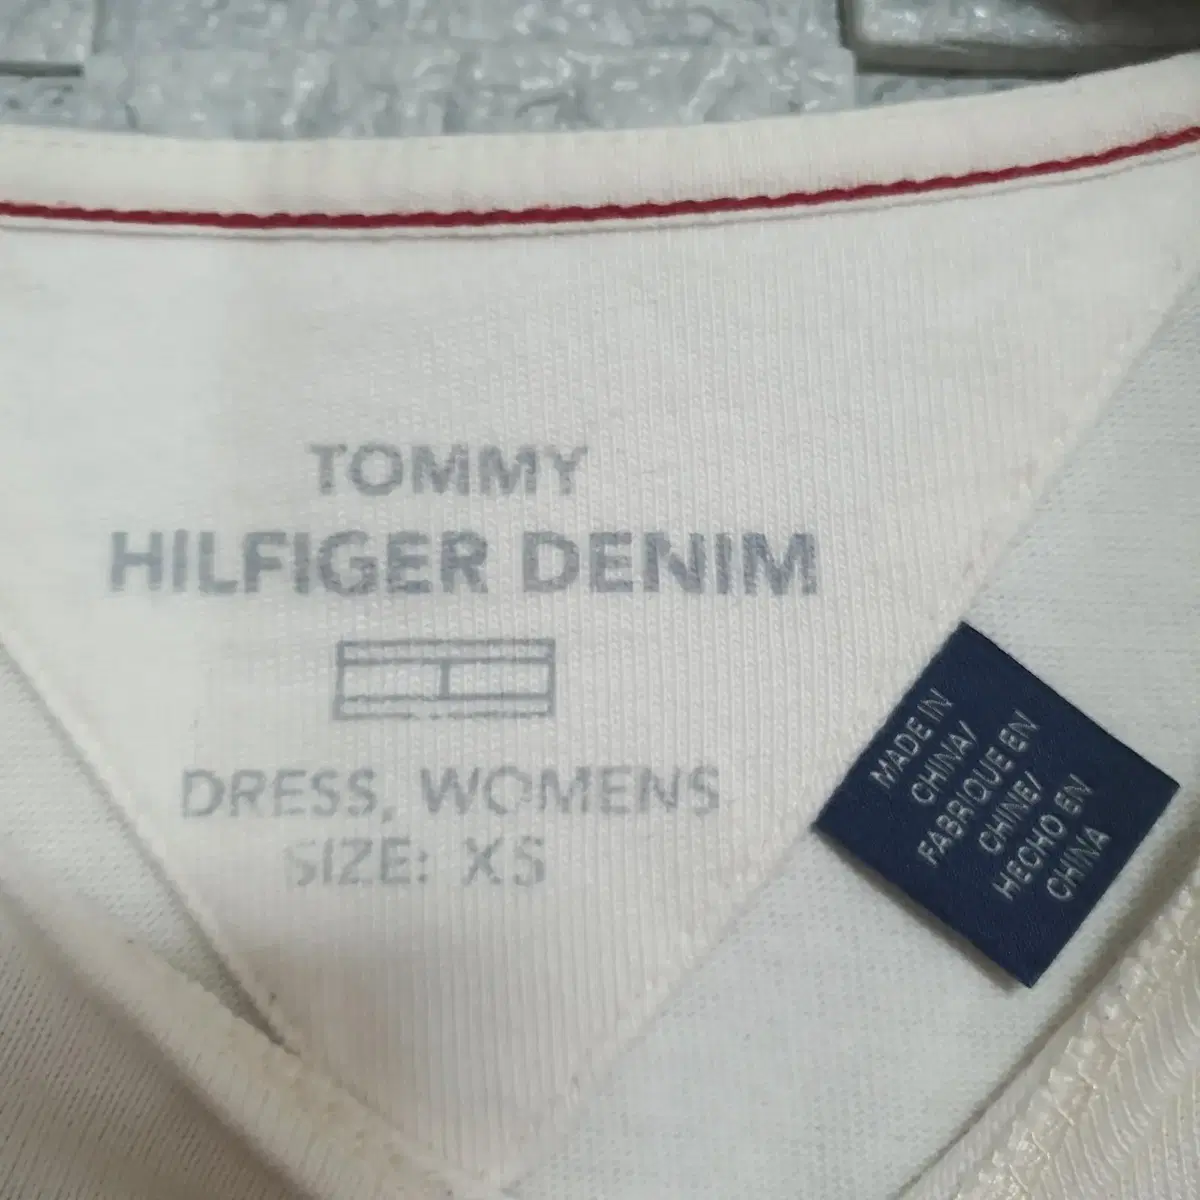 TOMMY
HILFIGER DENIM
DRESS, WOMENS
SIZE: XS
MADE IN
CHINA/
FABRIQUE EN
CHINE/
HECHO EN
CHINA